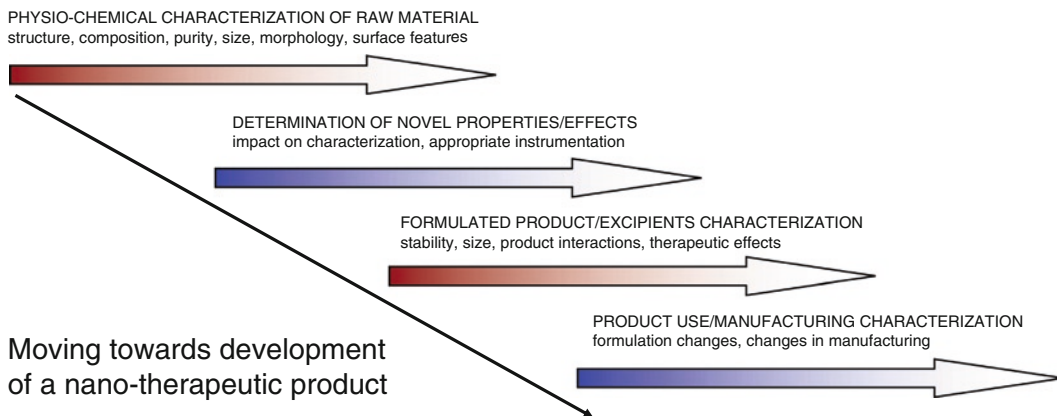 PHYSIO-CHEMICAL CHARACTERIZATION OF RAW MATERIAL
structure, composition, purity, size, morphology, surface features
DETERMINATION OF NOVEL PROPERTIES/EFFECTS
impact on characterization, appropriate instrumentation
FORMULATED PRODUCT/EXCIPIENTS CHARACTERIZATION
stability, size, product interactions, therapeutic effects
PRODUCT USE/MANUFACTURING CHARACTERIZATION
formulation changes, changes in manufacturing
Moving towards development
of a nano-therapeutic product